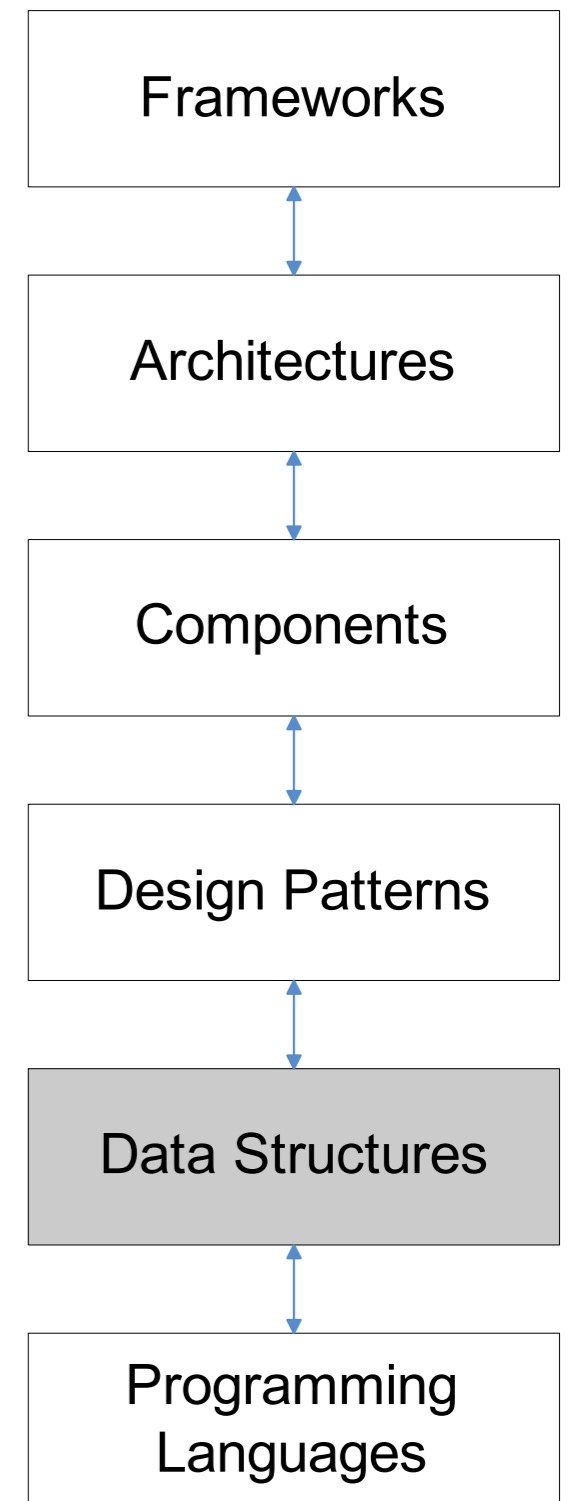 Frameworks
Architectures
Components
Design Patterns
Data Structures
Programming
Languages